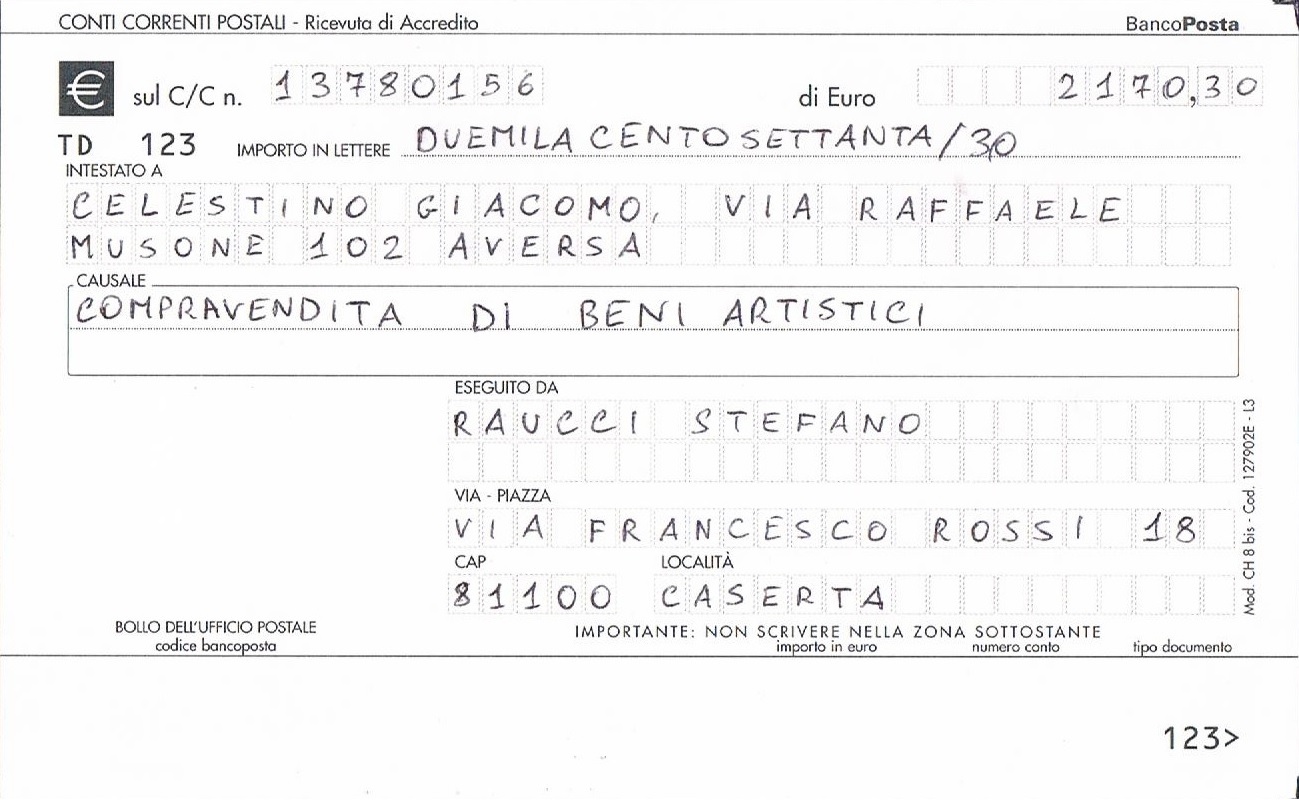 CONTI CORRENTI POSTALI - Ricevuta di Accredito BancoPosta
€ sul C/C n. 13780156 di Euro 2170,30
TD 123 IMPORTO IN LETTERE DUEMILA CENTO SETTANTA/30
INTESTATO A
CELESTINO GIACOMO, VIA RAFFAELE
MUSONE 102 AVERSA
CAUSALE
COMPRAVENDITA DI BENI ARTISTICI
ESEGUITO DA
RAUCCI STEFANO
VIA - PIAZZA
VIA FRANCESCO ROSSI 18
CAP LOCALITÀ
81100 CASERTA
Mod. CH 8 bis - Cod. 127902E - L3
BOLLO DELL'UFFICIO POSTALE IMPORTANTE: NON SCRIVERE NELLA ZONA SOTTOSTANTE
codice bancoposta importo in euro numero conto tipo documento
123>